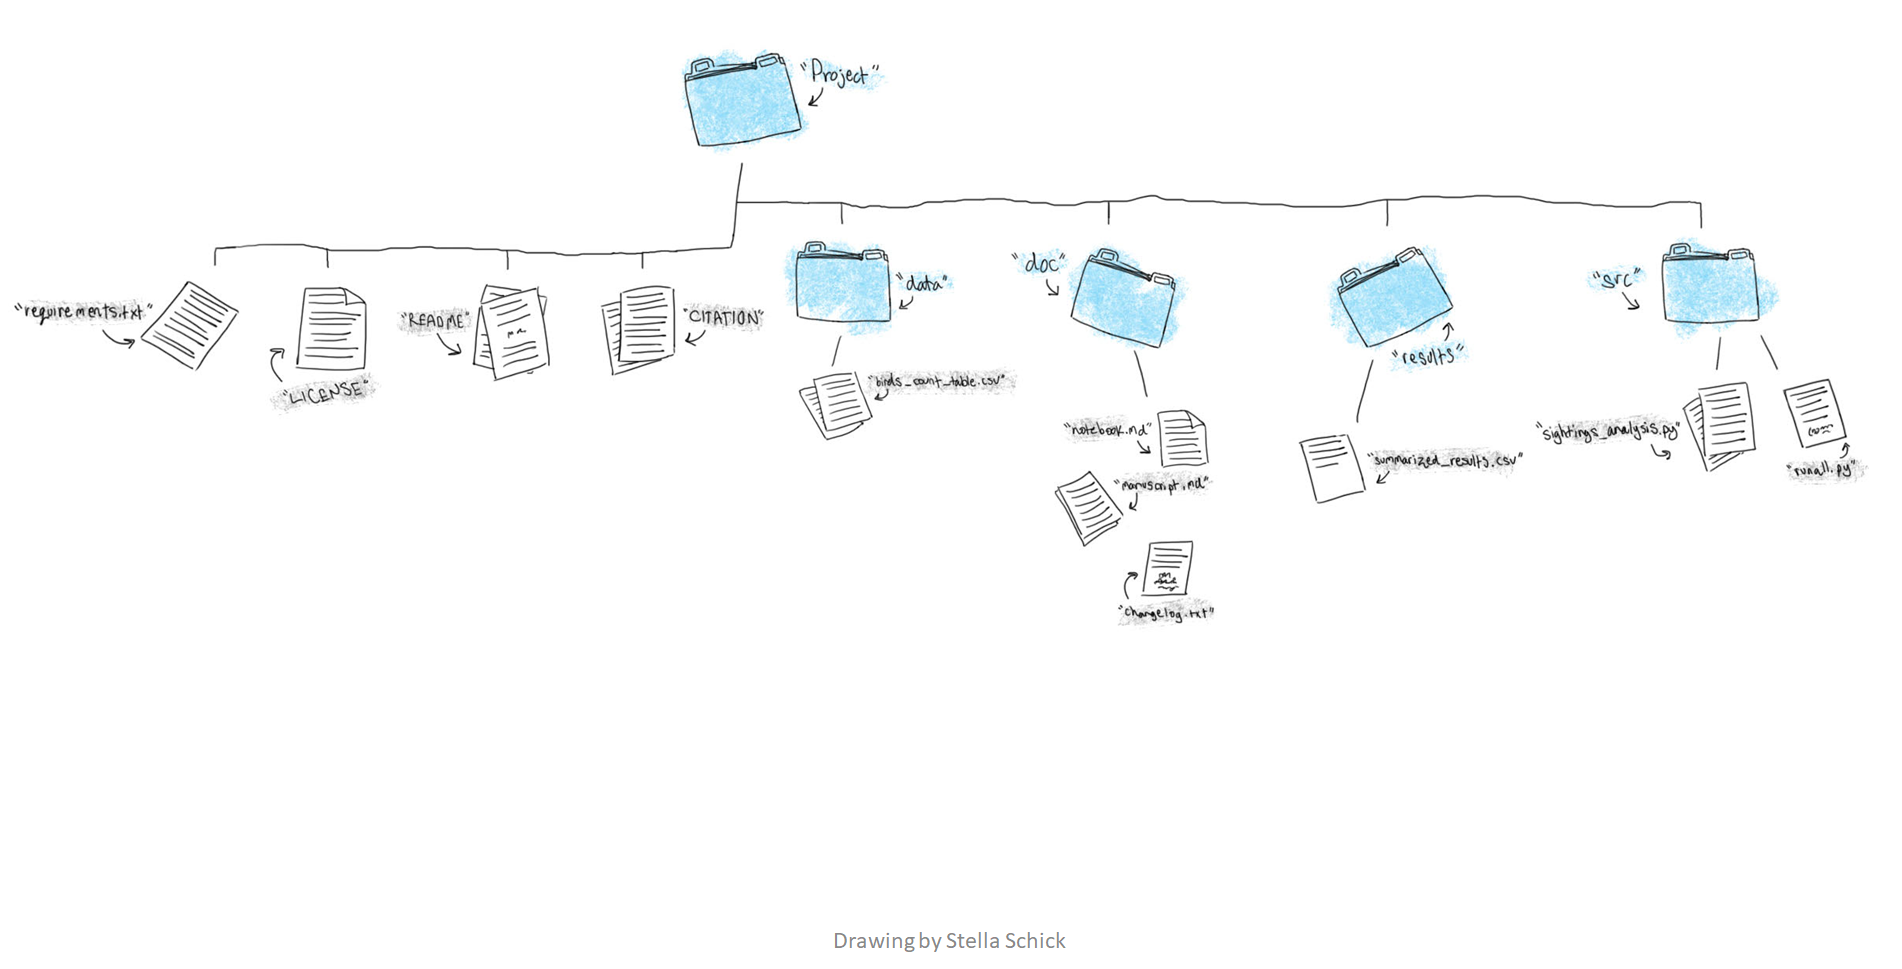 "Project"
"requirements.txt"
"LICENSE"
"README"
"CITATION"
"data"
"birds_count_table.csv"
"doc"
"notebook.md"
"manuscript.md"
"changelog.txt"
"results"
"summarized_results.csv"
"src"
"sightings_analysis.py"
"runall.py"
Drawing by Stella Schick